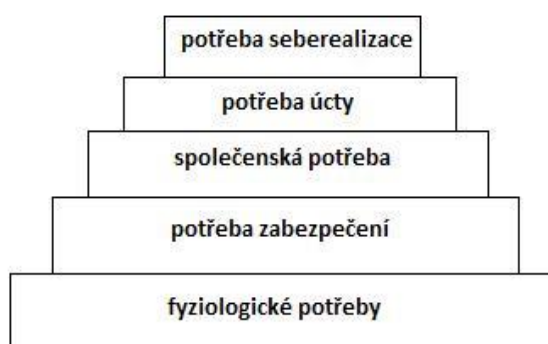 potřeba seberealizace
potřeba úcty
společenská potřeba
potřeba zabezpečení
fyziologické potřeby